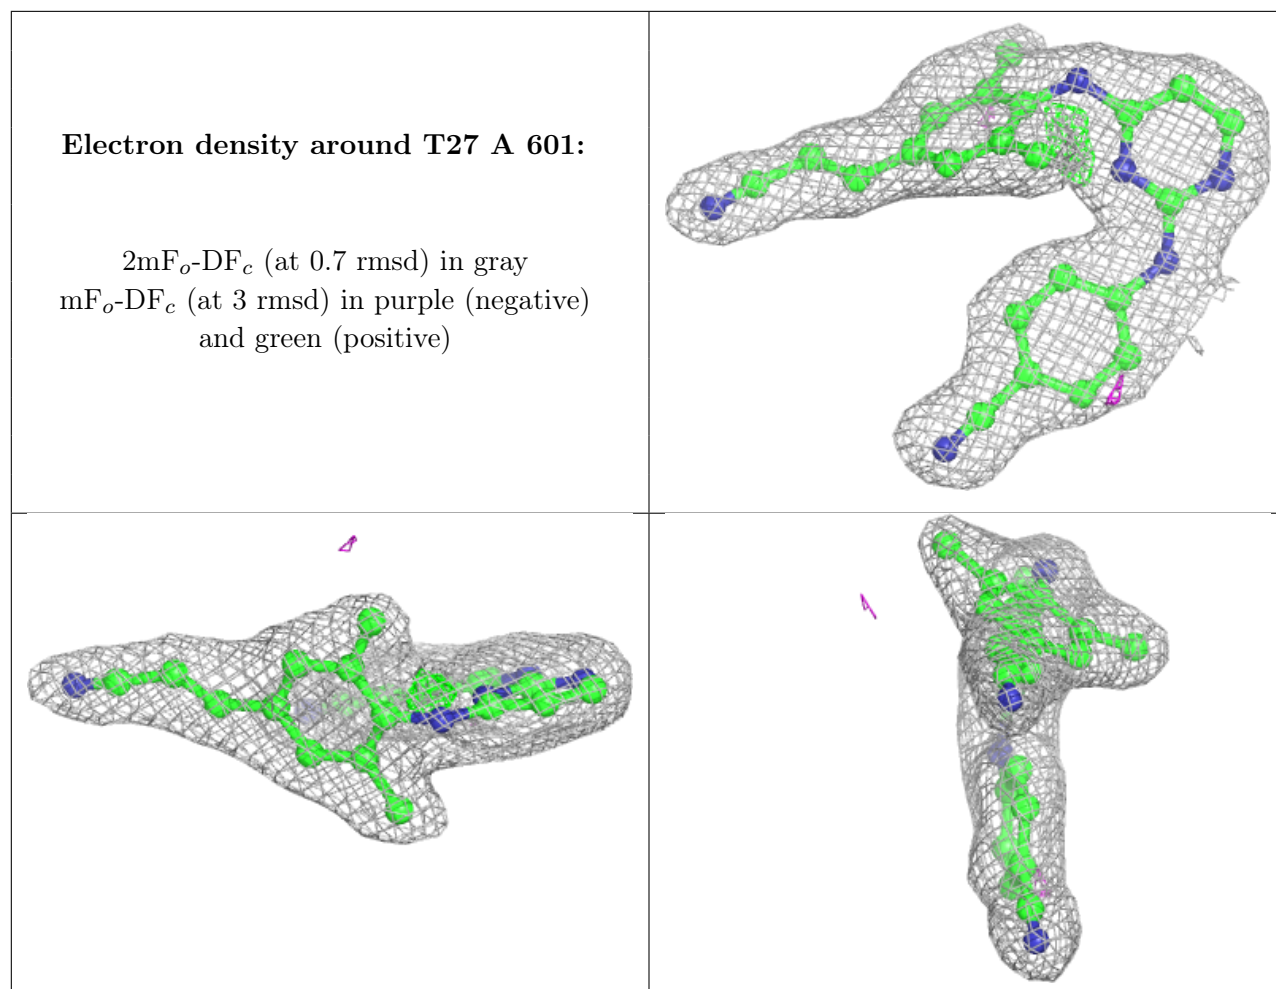 Electron density around T27 A 601:
2mFo-DFc (at 0.7 rmsd) in gray
mFo-DFc (at 3 rmsd) in purple (negative)
and green (positive)